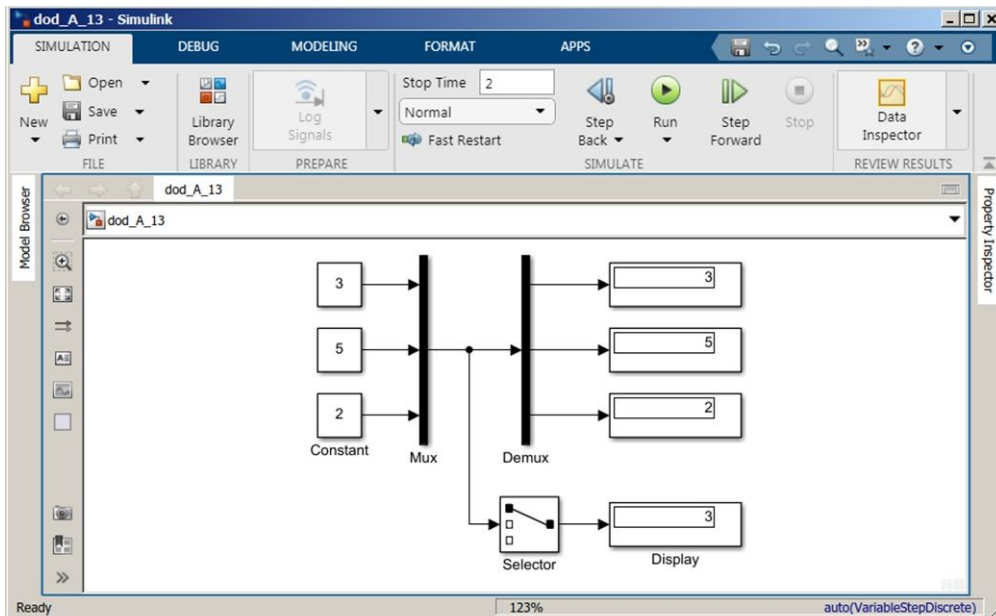 dod_A_13 - Simulink
SIMULATION DEBUG MODELING FORMAT APPS
New
Open
Save
Print
FILE
Library
Browser
LIBRARY
Log
Signals
PREPARE
Stop Time 2
Normal
Fast Restart
Step
Back
Run
Step
Forward
Stop
SIMULATE
Data
Inspector
REVIEW RESULTS
Model Browser
dod_A_13
dod_A_13
Property Inspector
3
5
2
Constant
Mux
Demux
3
5
2
Selector
3
Display
Ready 123% auto(VariableStepDiscrete)